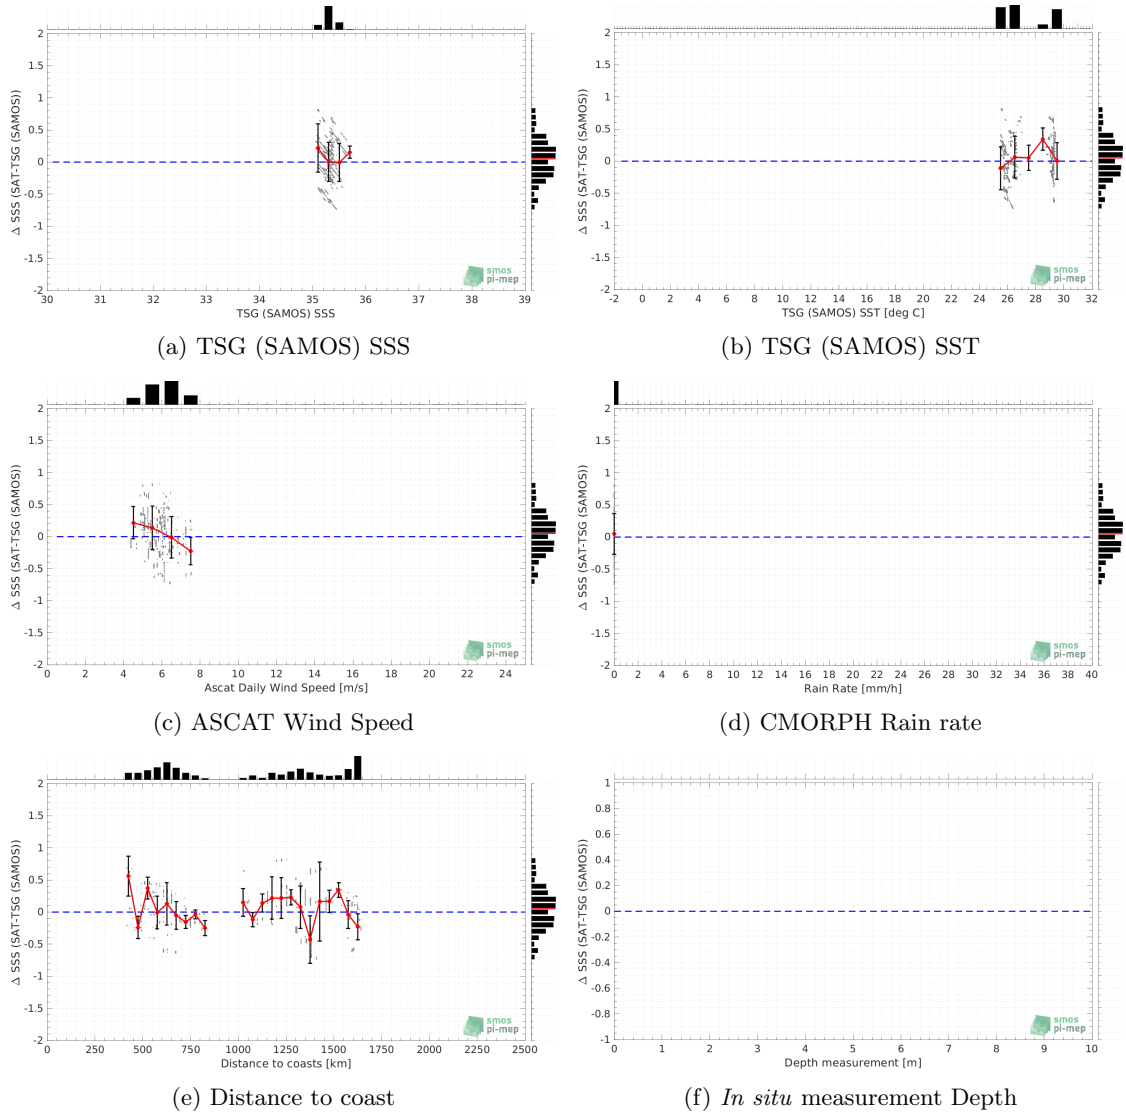 2
1.5
1
0.5
0
-0.5
-1
-1.5
-2
Δ SSS (SAT-TSG (SAMOS))
30 31 32 33 34 35 36 37 38 39
TSG (SAMOS) SSS
smos
pi-mep
(a) TSG (SAMOS) SSS
2
1.5
1
0.5
0
-0.5
-1
-1.5
-2
Δ SSS (SAT-TSG (SAMOS))
-2 0 2 4 6 8 10 12 14 16 18 20 22 24 26 28 30 32
TSG (SAMOS) SST [deg C]
smos
pi-mep
(b) TSG (SAMOS) SST
2
1.5
1
0.5
0
-0.5
-1
-1.5
-2
Δ SSS (SAT-TSG (SAMOS))
0 2 4 6 8 10 12 14 16 18 20 22 24
Ascat Daily Wind Speed [m/s]
smos
pi-mep
(c) ASCAT Wind Speed
2
1.5
1
0.5
0
-0.5
-1
-1.5
-2
Δ SSS (SAT-TSG (SAMOS))
0 2 4 6 8 10 12 14 16 18 20 22 24 26 28 30 32 34 36 38 40
Rain Rate [mm/h]
smos
pi-mep
(d) CMORPH Rain rate
2
1.5
1
0.5
0
-0.5
-1
-1.5
-2
Δ SSS (SAT-TSG (SAMOS))
0 250 500 750 1000 1250 1500 1750 2000 2250 2500
Distance to coasts [km]
smos
pi-mep
(e) Distance to coast
1
0.8
0.6
0.4
0.2
0
-0.2
-0.4
-0.6
-0.8
-1
Δ SSS (SAT-TSG (SAMOS))
0 1 2 3 4 5 6 7 8 9 10
Depth measurement [m]
smos
pi-mep
(f) In situ measurement Depth